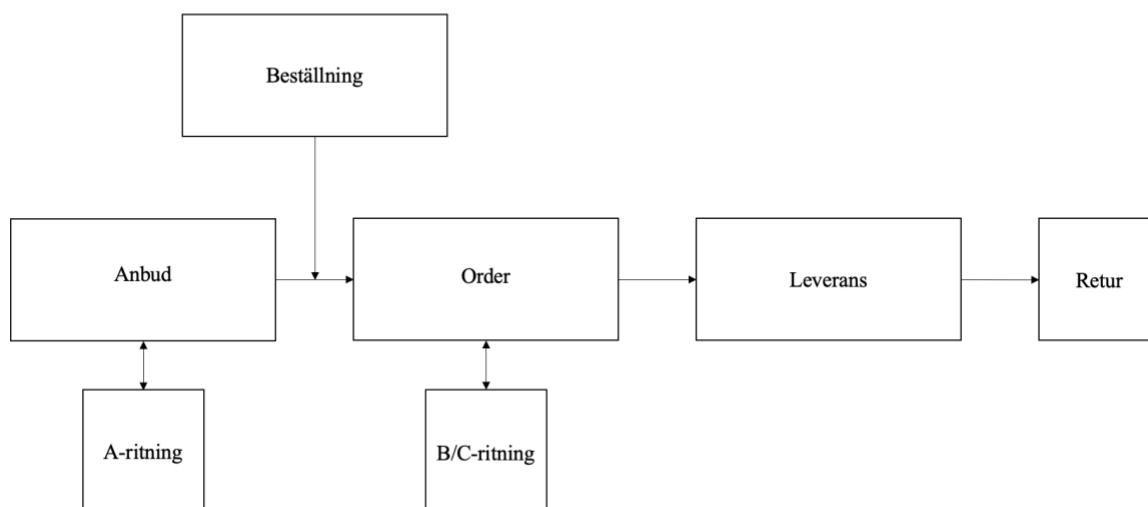 Beställning
Anbud
Order
Leverans
Retur
A-ritning
B/C-ritning